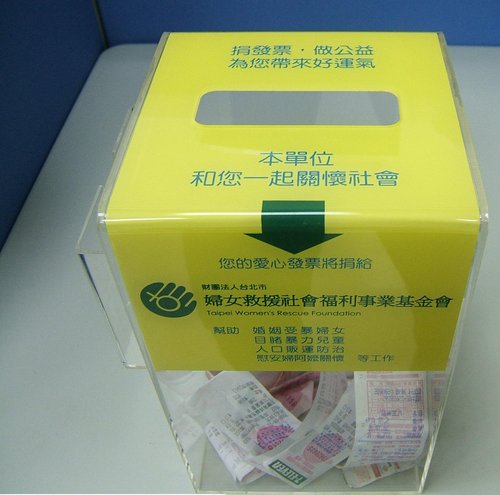 捐發票，做公益
為您帶來好運氣
本單位
和您一起關懷社會
您的愛心發票將捐給
財團法人台北市
婦女救援社會福利事業基金會
Taipei Women's Rescue Foundation
幫助 婚姻受暴婦女
目睹暴力兒童
人口販運防治
慰安婦阿嬤關懷 等工作